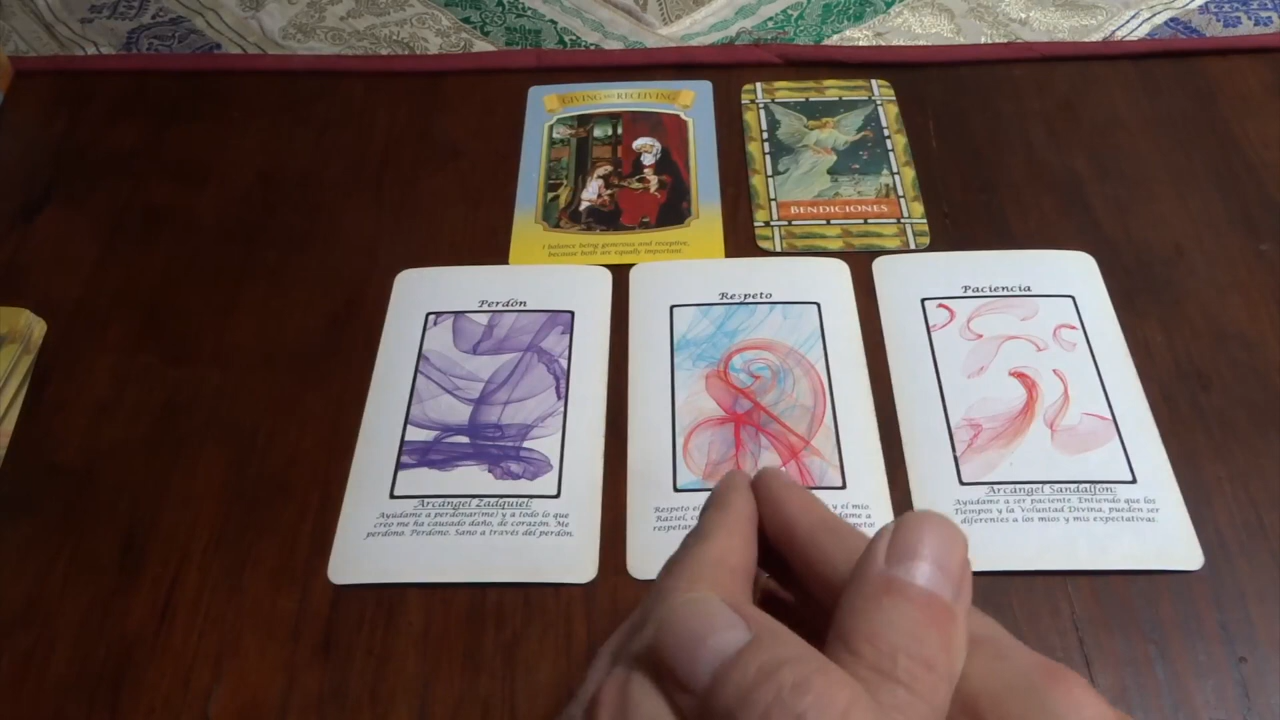 GIVING AND RECEIVING
I balance being generous and receptive,
because both are equally important.
BENDICIONES
Perdón
Arcángel Zadquiel:
Ayúdame a perdonar(me) y a todo lo que
creo me ha causado daño, de corazón. Me
perdono. Perdono. Sano a través del perdón.
Respeto
Respeto el y el mío.
Raziel, dame a
respetar
Paciencia
Arcángel Sandalfón:
Ayúdame a ser paciente. Entiendo que los
Tiempos y la Voluntad Divina, pueden ser
diferentes a los míos y mis expectativas.